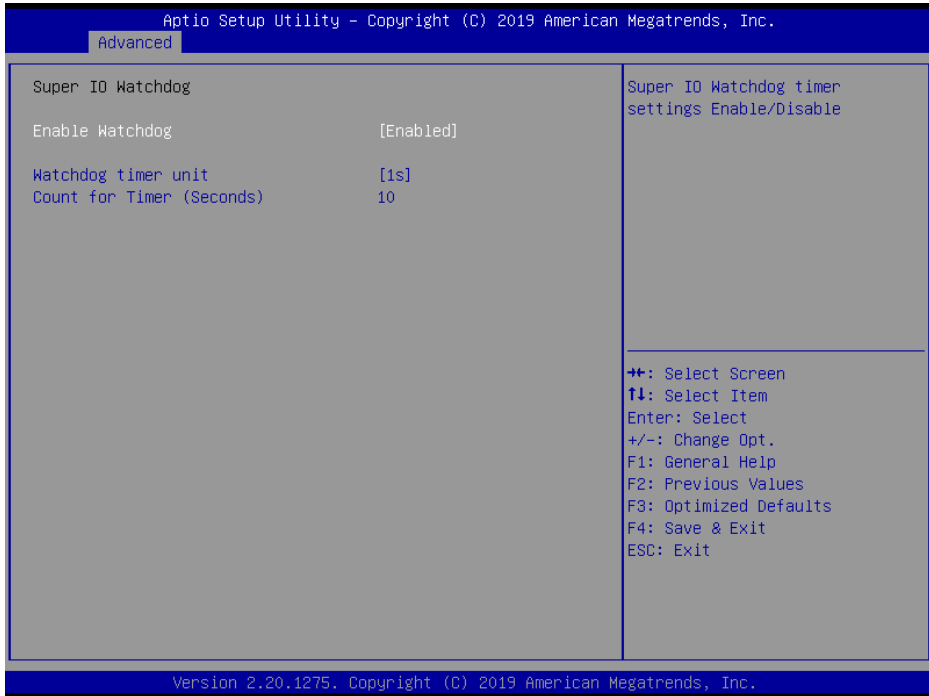 Aptio Setup Utility – Copyright (C) 2019 American Megatrends, Inc.
Advanced
Super IO Watchdog
Enable Watchdog [Enabled]
Watchdog timer unit [1s]
Count for Timer (Seconds) 10
Super IO Watchdog timer
settings Enable/Disable
→←: Select Screen
↑↓: Select Item
Enter: Select
+/-: Change Opt.
F1: General Help
F2: Previous Values
F3: Optimized Defaults
F4: Save & Exit
ESC: Exit
Version 2.20.1275. Copyright (C) 2019 American Megatrends, Inc.